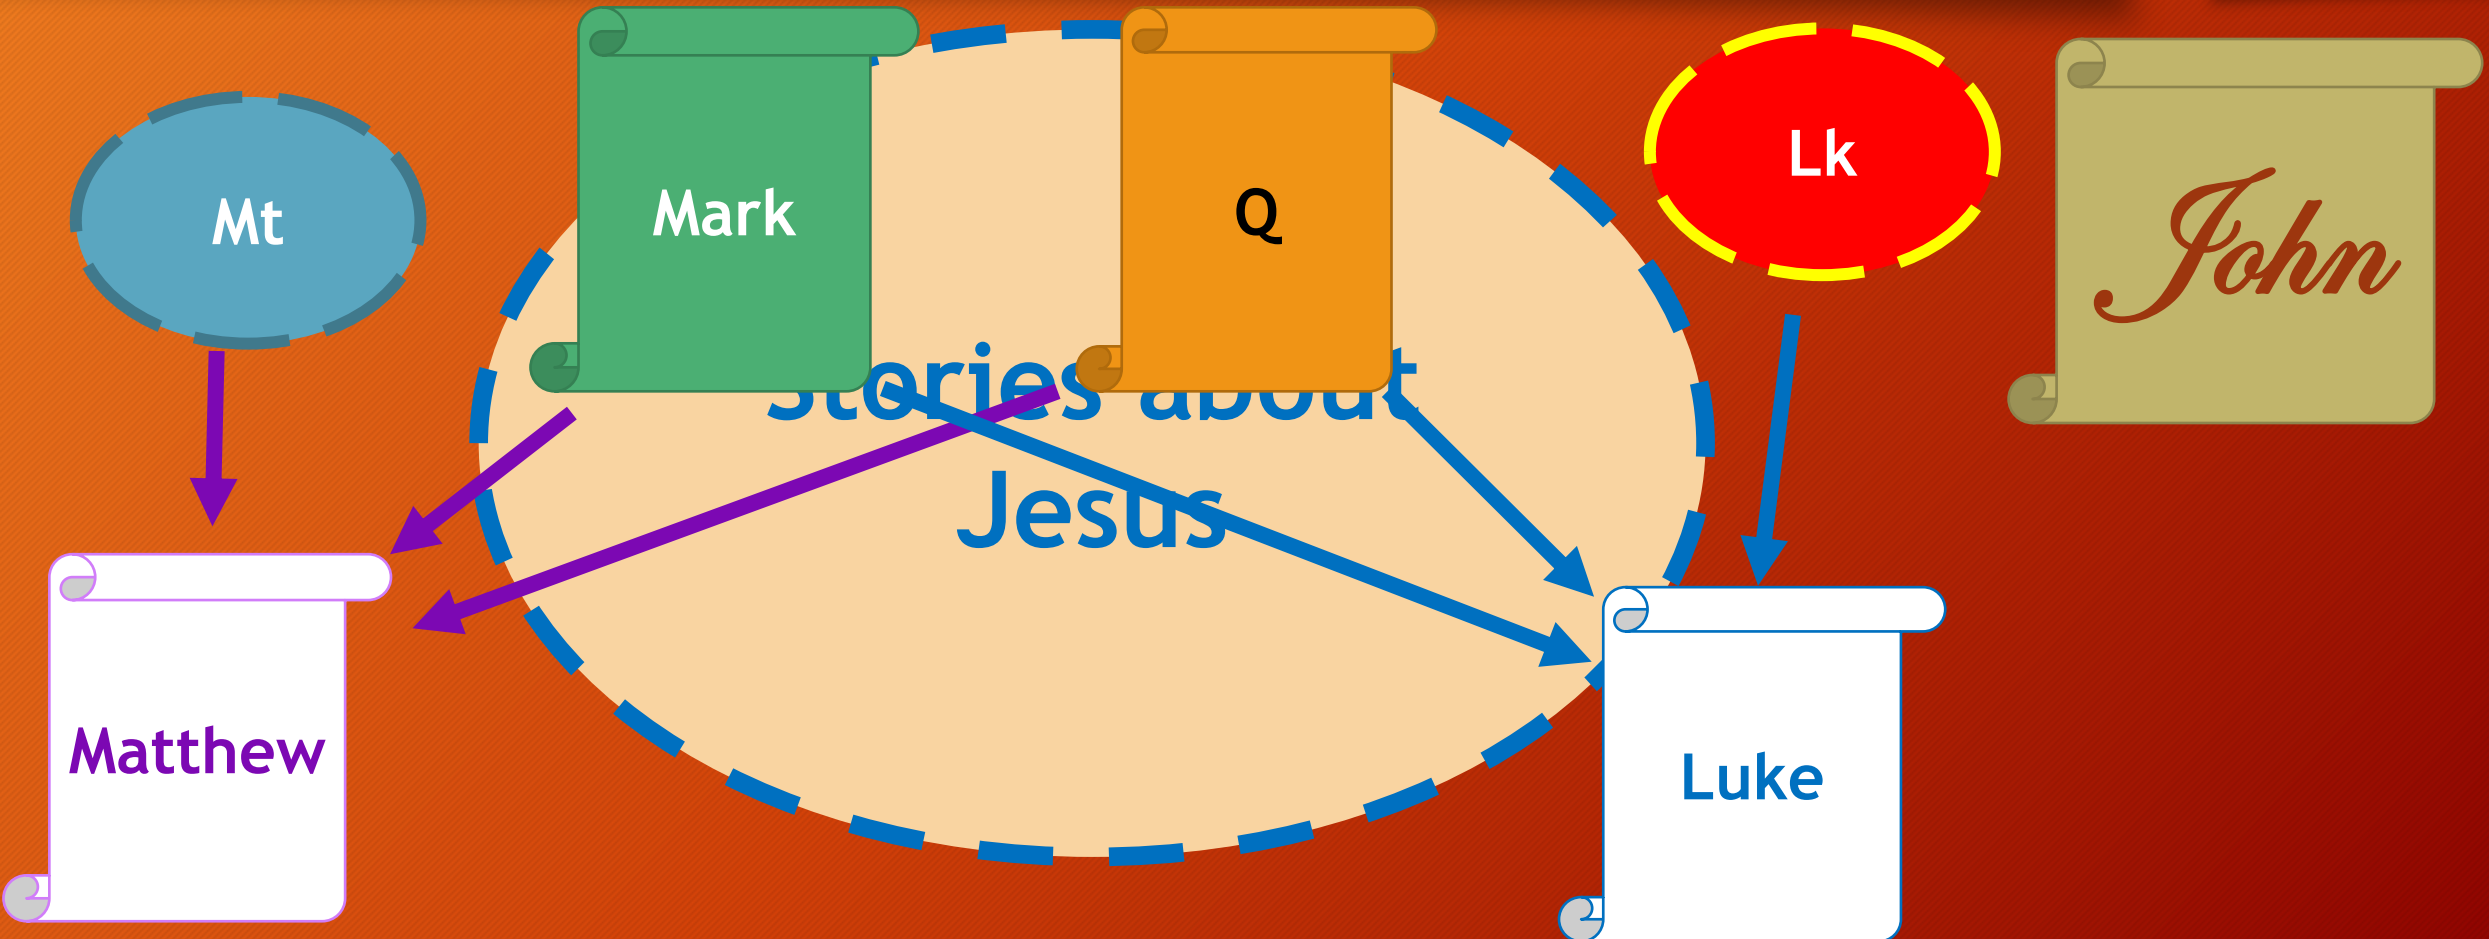 Mt
Mark
Q
Lk
John
Stories about
Jesus
Matthew
Luke